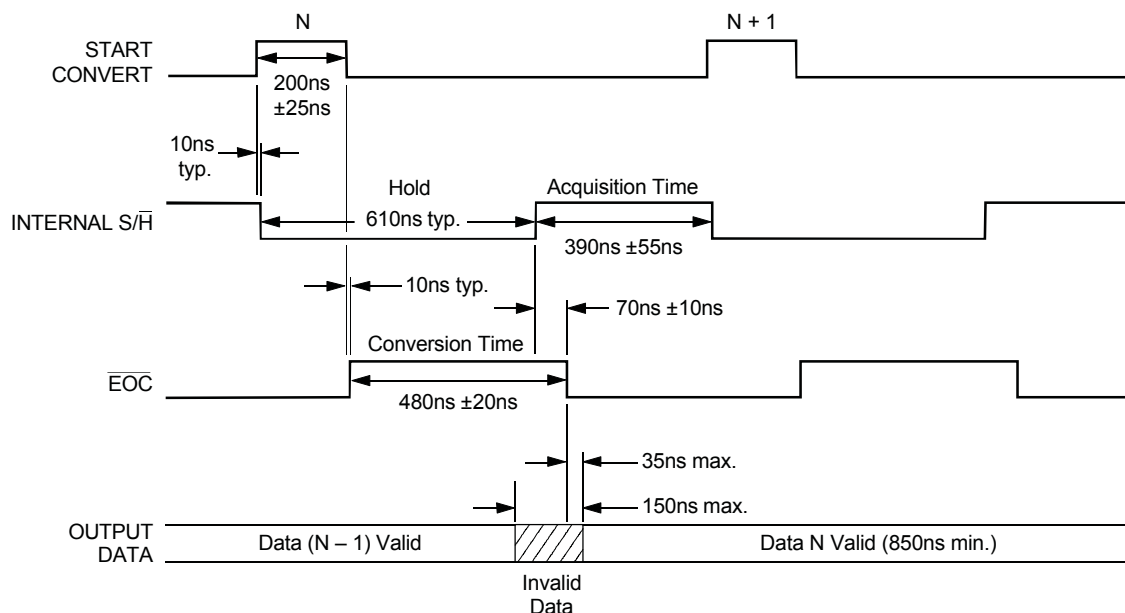 N
N + 1
START
CONVERT
200ns
±25ns
10ns
typ.
Hold
Acquisition Time
INTERNAL S/H̅
610ns typ.
390ns ±55ns
10ns typ.
70ns ±10ns
Conversion Time
E̅O̅C̅
480ns ±20ns
35ns max.
150ns max.
OUTPUT
DATA
Data (N – 1) Valid
Data N Valid (850ns min.)
Invalid
Data